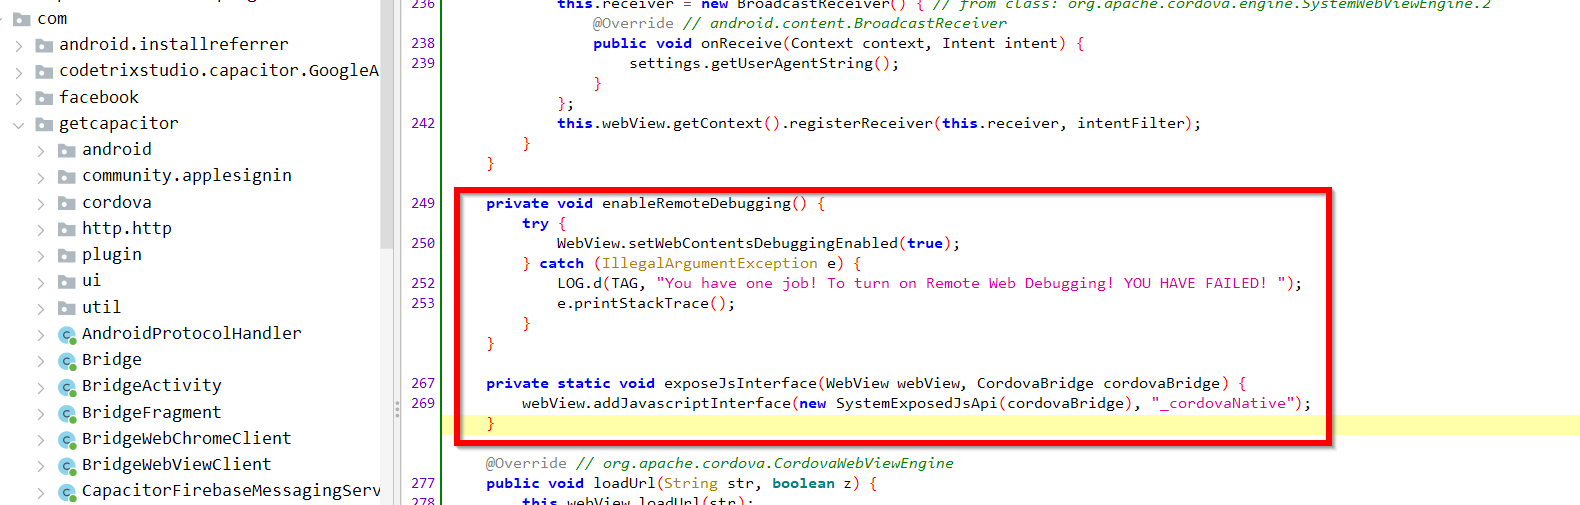 com
android.installreferrer
codetrixstudio.capacitor.GoogleA
facebook
getcapacitor
android
community.applesignin
cordova
http.http
plugin
ui
util
AndroidProtocolHandler
Bridge
BridgeActivity
BridgeFragment
BridgeWebChromeClient
BridgeWebViewClient
CapacitorFirebaseMessagingServ
236 this.receiver = new BroadcastReceiver() { // from class: org.apache.cordova.engine.SystemWebViewEngine.2
@Override // android.content.BroadcastReceiver
238 public void onReceive(Context context, Intent intent) {
239 settings.getUserAgentString();
}
};
242 this.webView.getContext().registerReceiver(this.receiver, intentFilter);
}
}
249 private void enableRemoteDebugging() {
try {
250 WebView.setWebContentsDebuggingEnabled(true);
} catch (IllegalArgumentException e) {
252 LOG.d(TAG, "You have one job! To turn on Remote Web Debugging! YOU HAVE FAILED! ");
253 e.printStackTrace();
}
}
267 private static void exposeJsInterface(WebView webView, CordovaBridge cordovaBridge) {
269 webView.addJavascriptInterface(new SystemExposedJsApi(cordovaBridge), "_cordovaNative");
}
@Override // org.apache.cordova.CordovaWebViewEngine
277 public void loadUrl(String str, boolean z) {
278 this.webView.loadUrl(str);